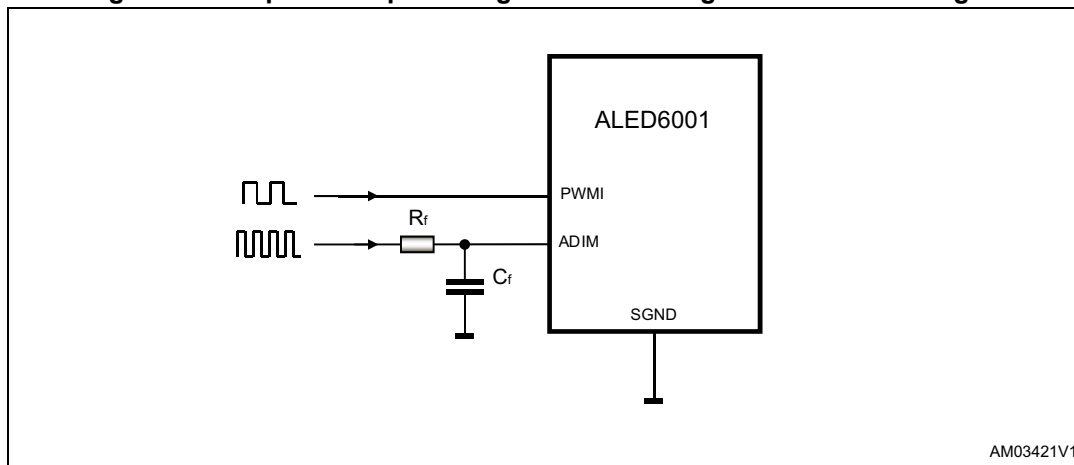 ALED6001
PWMI
Rf
ADIM
Cf
SGND
AM03421V1